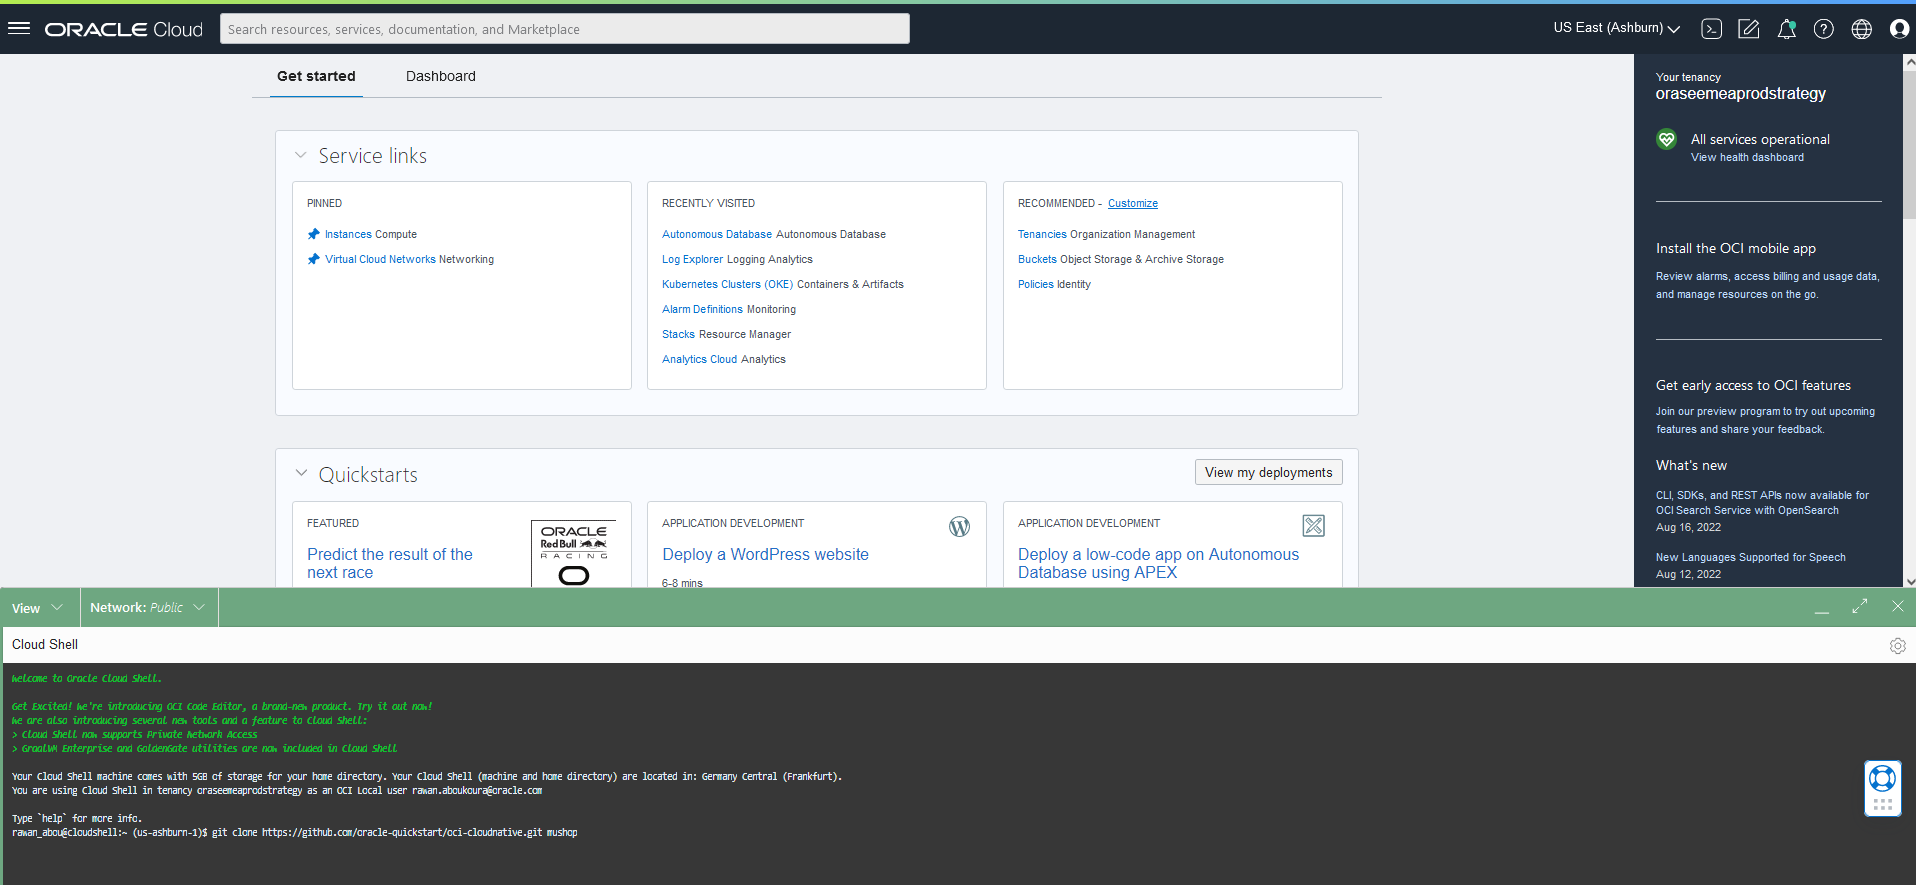 ORACLE Cloud
Search resources, services, documentation, and Marketplace
US East (Ashburn)
Get started
Dashboard
Service links
PINNED
Instances Compute
Virtual Cloud Networks Networking
RECENTLY VISITED
Autonomous Database Autonomous Database
Log Explorer Logging Analytics
Kubernetes Clusters (OKE) Containers & Artifacts
Alarm Definitions Monitoring
Stacks Resource Manager
Analytics Cloud Analytics
RECOMMENDED - Customize
Tenancies Organization Management
Buckets Object Storage & Archive Storage
Policies Identity
Quickstarts
View my deployments
FEATURED
Predict the result of the
next race
ORACLE
Red Bull
RACING
APPLICATION DEVELOPMENT
Deploy a WordPress website
6-8 mins
APPLICATION DEVELOPMENT
Deploy a low-code app on Autonomous
Database using APEX
Your tenancy
oraseemeaprodstrategy
All services operational
View health dashboard
Install the OCI mobile app
Review alarms, access billing and usage data,
and manage resources on the go.
Get early access to OCI features
Join our preview program to try out upcoming
features and share your feedback.
What's new
CLI, SDKs, and REST APIs now available for
OCI Search Service with OpenSearch
Aug 16, 2022
New Languages Supported for Speech
Aug 12, 2022
View
Network: Public
Cloud Shell
Welcome to Oracle Cloud Shell.
Get Excited! We're introducing OCI Code Editor, a brand-new product. Try it out now!
We are also introducing several new tools and a feature to Cloud Shell:
> Cloud Shell now supports Private Network Access
> GraalVM Enterprise and GoldenGate utilities are now included in Cloud Shell
Your Cloud Shell machine comes with 5GB of storage for your home directory. Your Cloud Shell (machine and home directory) are located in: Germany Central (Frankfurt).
You are using Cloud Shell in tenancy oraseemeaprodstrategy as an OCI Local user rawan.aboukoura@oracle.com
Type `help` for more info.
rawan_abou@cloudshell:~ (us-ashburn-1)$ git clone https://github.com/oracle-quickstart/oci-cloudnative.git mushop